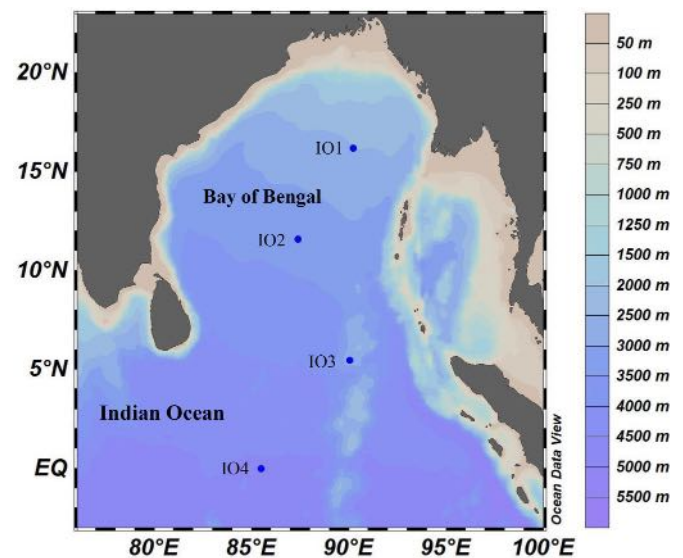 20°N
15°N
10°N
5°N
EQ
IO1
Bay of Bengal
IO2
IO3
Indian Ocean
IO4
80°E
85°E
90°E
95°E
100°E
Ocean Data View
50 m
100 m
250 m
500 m
750 m
1000 m
1250 m
1500 m
2000 m
2500 m
3000 m
3500 m
4000 m
4500 m
5000 m
5500 m